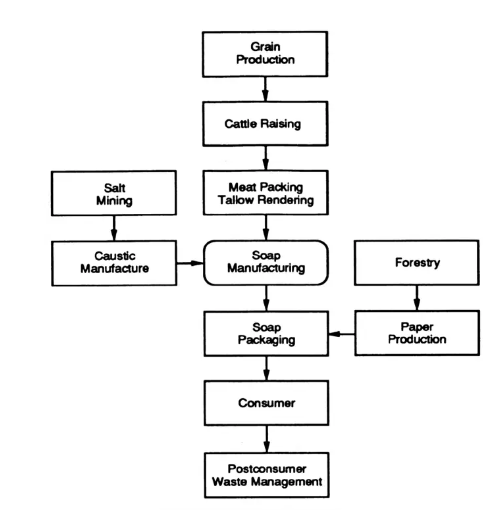 Grain
Production
Cattle Raising
Salt
Mining
Meat Packing
Tallow Rendering
Caustic
Manufacture
Soap
Manufacturing
Forestry
Soap
Packaging
Paper
Production
Consumer
Postconsumer
Waste Management